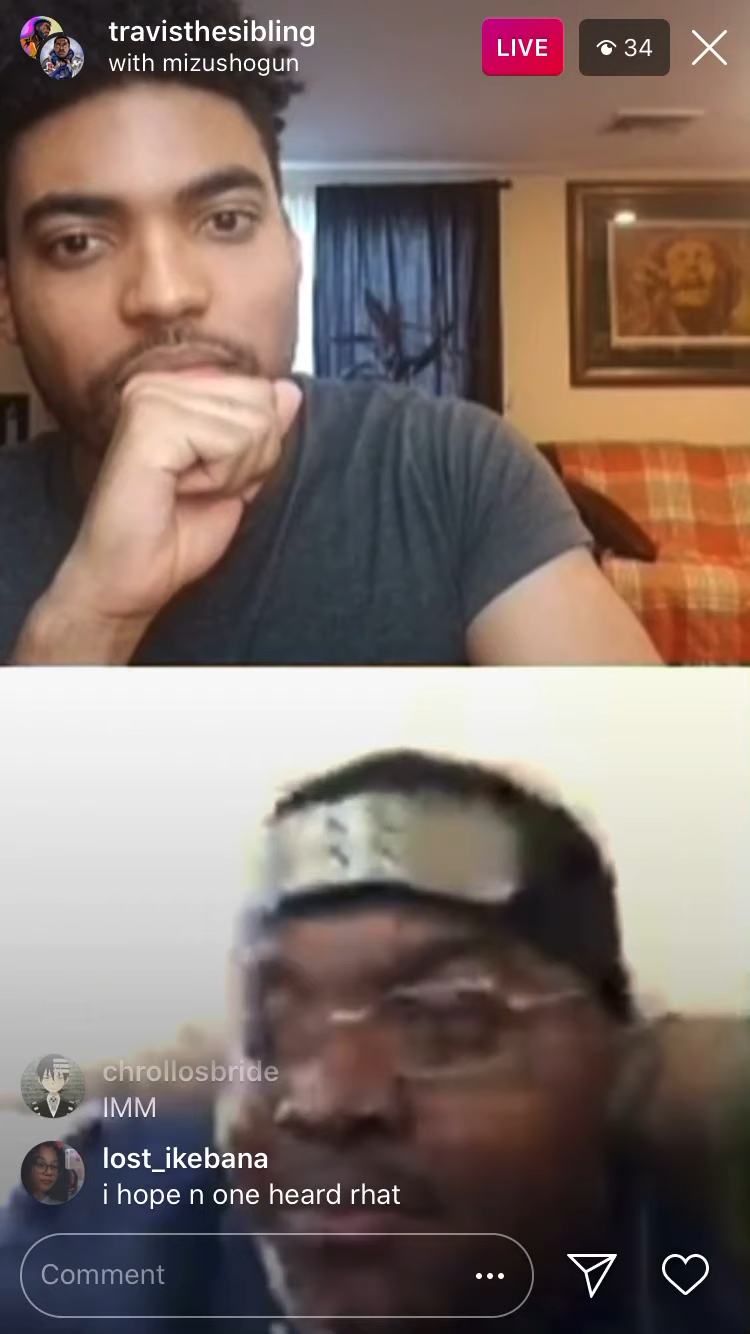 travisthesibling
with mizushogun
LIVE
34
chrollosbride
IMM
lost_ikebana
i hope n one heard rhat
Comment